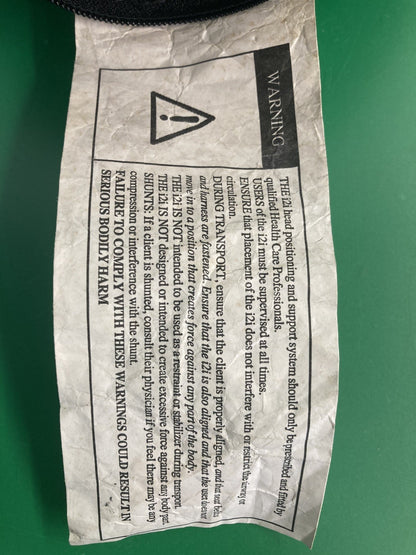 WARNING
THE i2i head positioning and support system should only be prescribed and fitted by
qualified Health Care Professionals.
USERS of the i2i must be supervised at all times.
ENSURE that placement of the i2i does not interfere with or restrict the airway or
circulation.
DURING TRANSPORT, ensure that the client is properly aligned, and that seat belts
and harness are fastened. Ensure that the i2i is also aligned and that the user does not
move in to a position that creates force against any part of the body.
THE i2i IS NOT intended to be used as a restraint or stabilizer during transport.
THE i2i IS NOT designed or intended to create excessive force against any body part.
SHUNTS: If a client is shunted, consult their physician if you feel there may be any
compression or interference with the shunt.
FAILURE TO COMPLY WITH THESE WARNINGS COULD RESULT IN
SERIOUS BODILY HARM